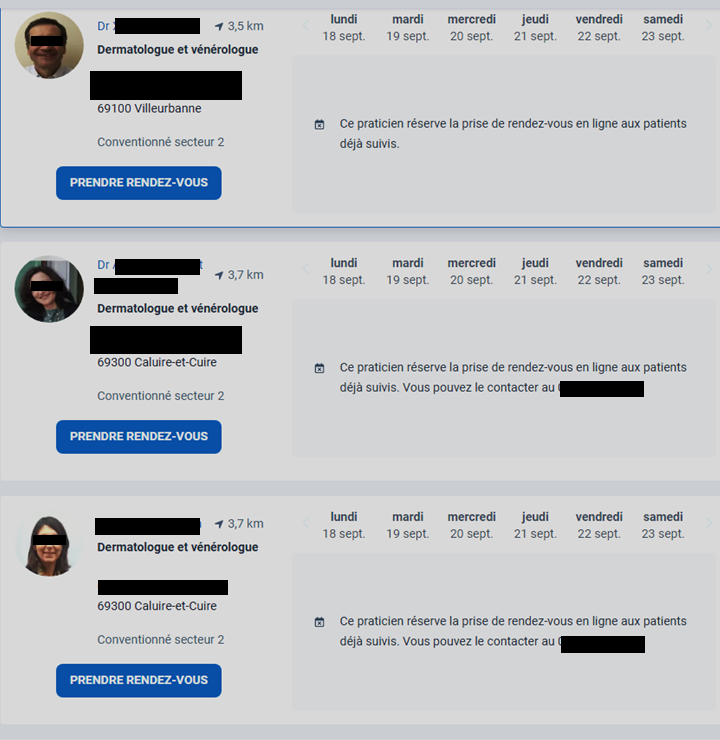 Dr
3,5 km
Dermatologue et vénérologue
69100 Villeurbanne
Conventionné secteur 2
PRENDRE RENDEZ-VOUS
lundi mardi mercredi jeudi vendredi samedi
18 sept. 19 sept. 20 sept. 21 sept. 22 sept. 23 sept.
Ce praticien réserve la prise de rendez-vous en ligne aux patients
déjà suivis.
Dr
3,7 km
Dermatologue et vénérologue
69300 Caluire-et-Cuire
Conventionné secteur 2
PRENDRE RENDEZ-VOUS
lundi mardi mercredi jeudi vendredi samedi
18 sept. 19 sept. 20 sept. 21 sept. 22 sept. 23 sept.
Ce praticien réserve la prise de rendez-vous en ligne aux patients
déjà suivis. Vous pouvez le contacter au
3,7 km
Dermatologue et vénérologue
69300 Caluire-et-Cuire
Conventionné secteur 2
PRENDRE RENDEZ-VOUS
lundi mardi mercredi jeudi vendredi samedi
18 sept. 19 sept. 20 sept. 21 sept. 22 sept. 23 sept.
Ce praticien réserve la prise de rendez-vous en ligne aux patients
déjà suivis. Vous pouvez le contacter au